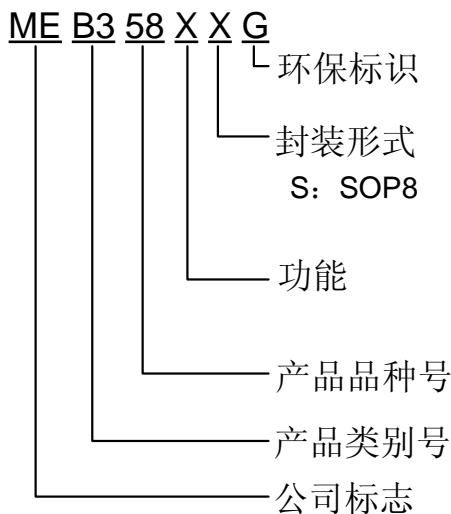 ME B3 58 X X G
环保标识
封装形式
S：SOP8
功能
产品品种号
产品类别号
公司标志